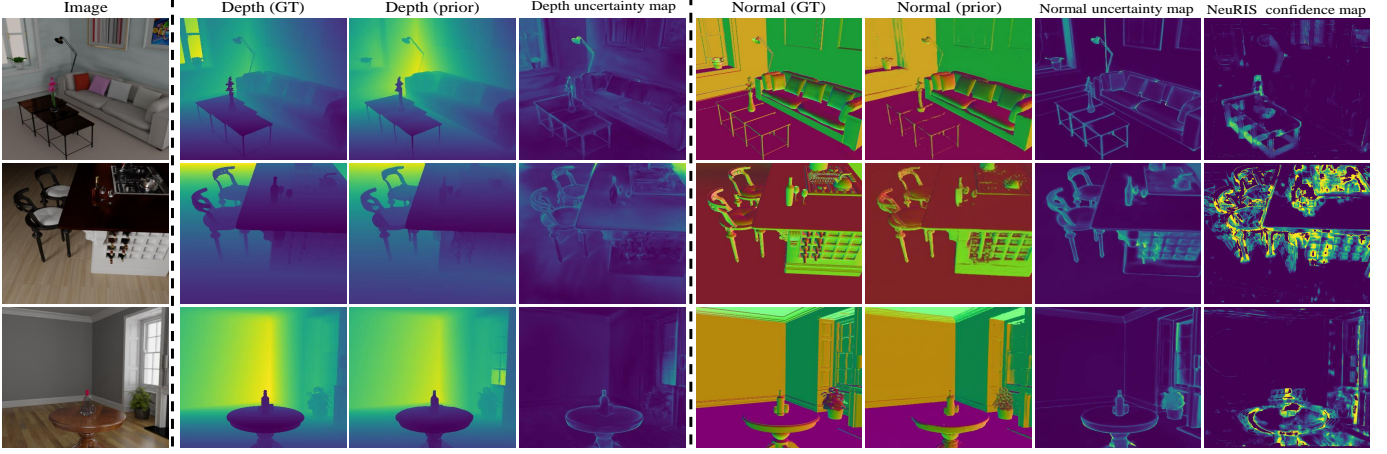 Image
Depth (GT)
Depth (prior)
Depth uncertainty map
Normal (GT)
Normal (prior)
Normal uncertainty map
NeuRIS confidence map